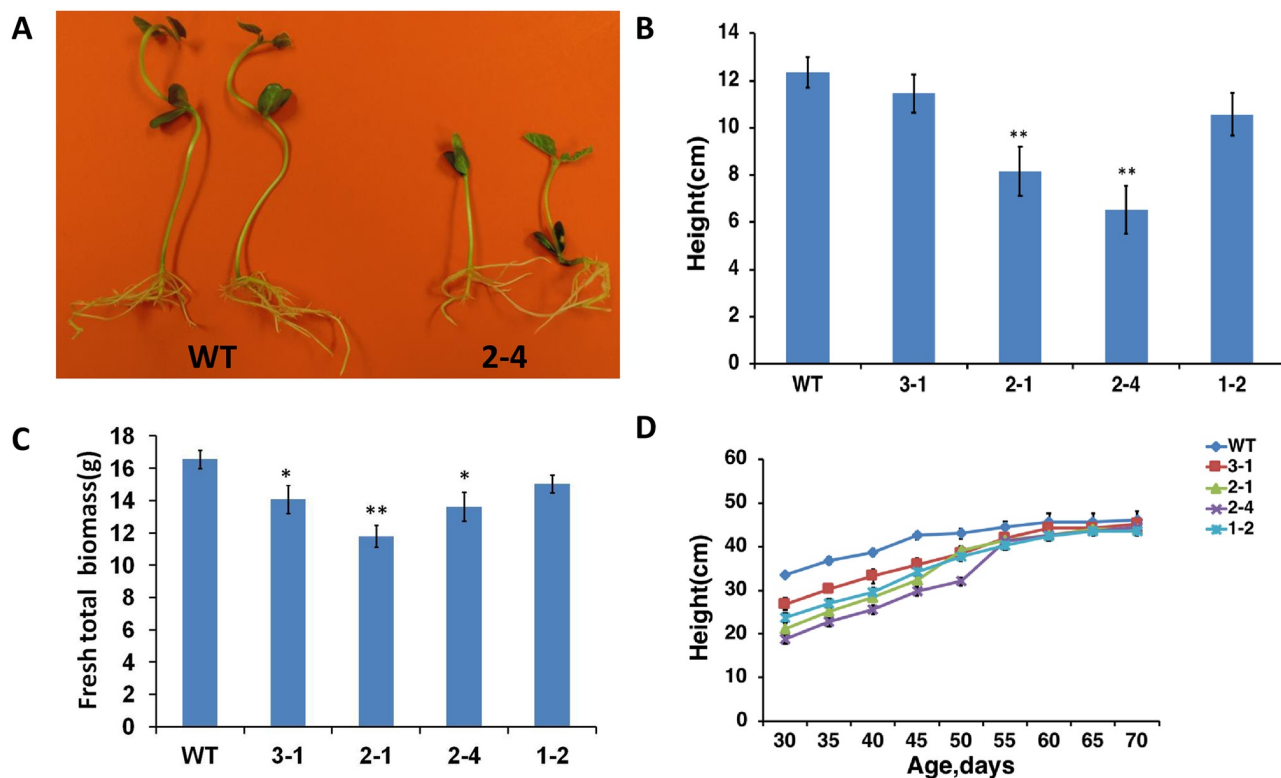 A
WT
2-4
B
Height(cm)
14
12
10
8
6
4
2
0
**
**
WT 3-1 2-1 2-4 1-2
C
Fresh total biomass(g)
18
16
14
12
10
8
6
4
2
0
*
**
*
WT 3-1 2-1 2-4 1-2
D
Height(cm)
60
50
40
30
20
10
0
30 35 40 45 50 55 60 65 70
Age,days
WT
3-1
2-1
2-4
1-2